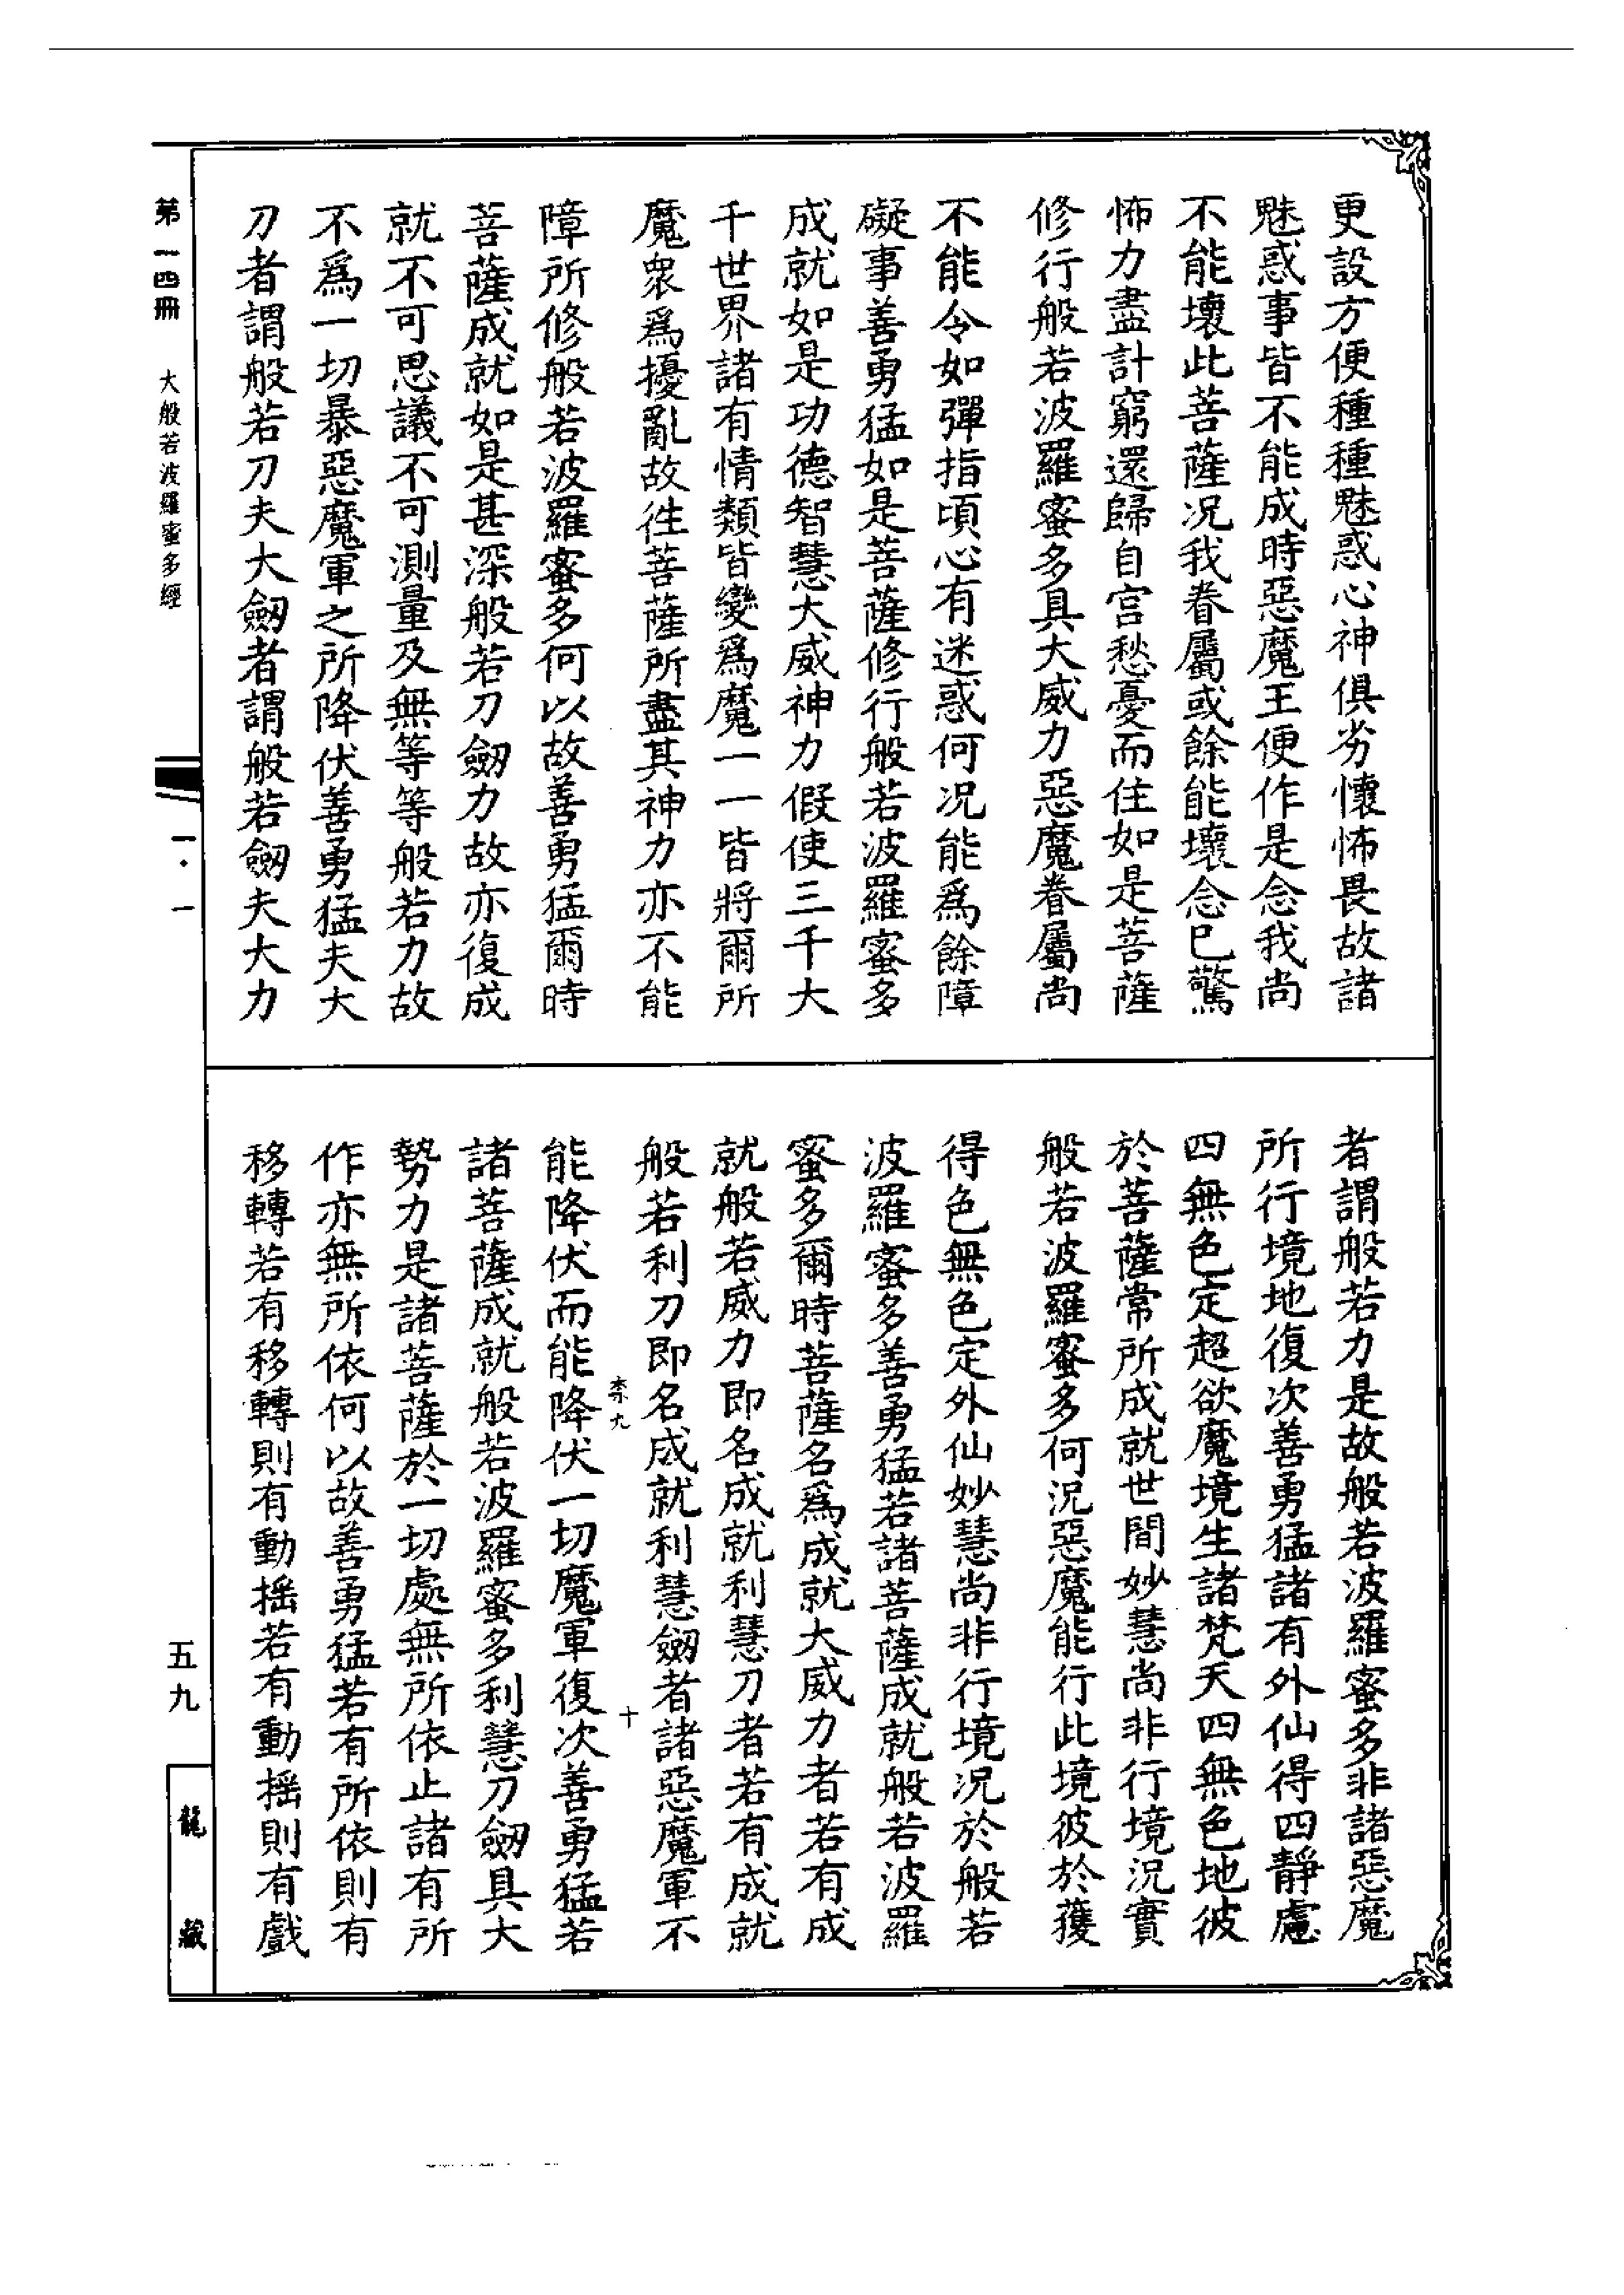 更設方便種種魅惑心神俱劣懷怖畏故諸
魅惑事皆不能成時惡魔王便作是念我尚
不能壞此菩薩况我眷屬或餘能壞念已驚
怖力盡計窮還歸自宮愁憂而住如是菩薩
修行般若波羅蜜多具大威力惡魔眷屬尚
不能令如彈指頃心有迷惑何况能爲餘障
礙事善勇猛如是菩薩修行般若波羅蜜多
成就如是功德智慧大威神力假使三千大
千世界諸有情類皆變爲魔一一皆將爾所
魔衆爲擾亂故徃菩薩所盡其神力亦不能
障所修般若波羅蜜多何以故善勇猛爾時
菩薩成就如是甚深般若刀劒力故亦復成
就不可思議不可測量及無等等般若力故
不爲一切暴惡魔軍之所降伏善勇猛夫大
刀者謂般若刀夫大劒者謂般若劒夫大力
者謂般若力是故般若波羅蜜多非諸惡魔
所行境地復次善勇猛諸有外仙得四靜慮
四無色定超欲魔境生諸梵天四無色地彼
於菩薩常所成就世間妙慧尚非行境況實
般若波羅蜜多何況惡魔能行此境彼於獲
得色無色定外仙妙慧尚非行境况於般若
波羅蜜多善勇猛若諸菩薩成就般若波羅
蜜多爾時菩薩名爲成就大威力者若有成
就般若威力即名成就利慧刀者若有成就
般若利刀即名成就利慧劒者諸惡魔軍不
柰九
十
能降伏而能降伏一切魔軍復次善勇猛若
諸菩薩成就般若波羅蜜多利慧刀劒具大
勢力是諸菩薩於一切處無所依止諸有所
作亦無所依何以故善勇猛若有所依則有
移轉若有移轉則有動摇若有動摇則有戲
第一四冊
大般若波羅蜜多經
一·一
五九
龍藏